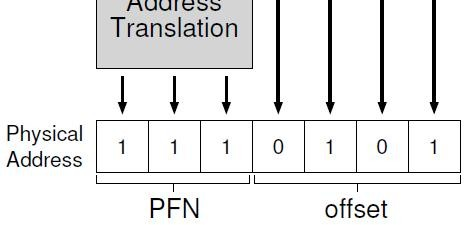 Address
Translation
Physical
Address
1 1 1 0 1 0 1
PFN offset